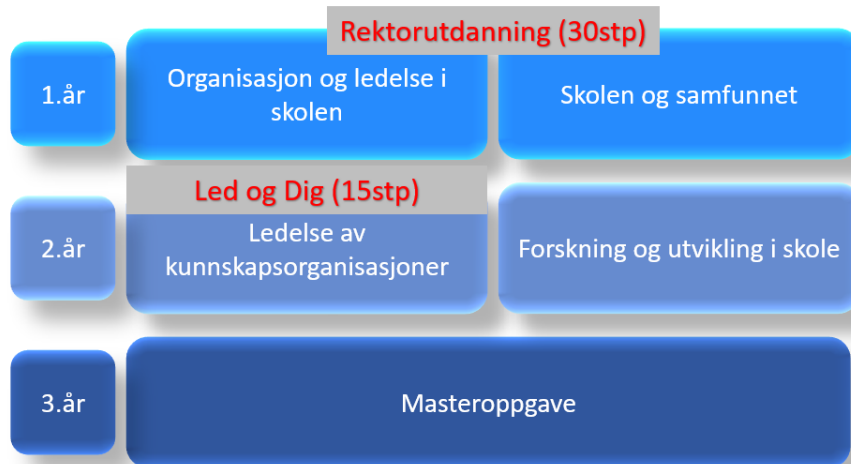 Rektorutdanning (30stp)
1.år
Organisasjon og ledelse i
skolen
Skolen og samfunnet
Led og Dig (15stp)
2.år
Ledelse av
kunnskapsorganisasjoner
Forskning og utvikling i skole
3.år
Masteroppgave